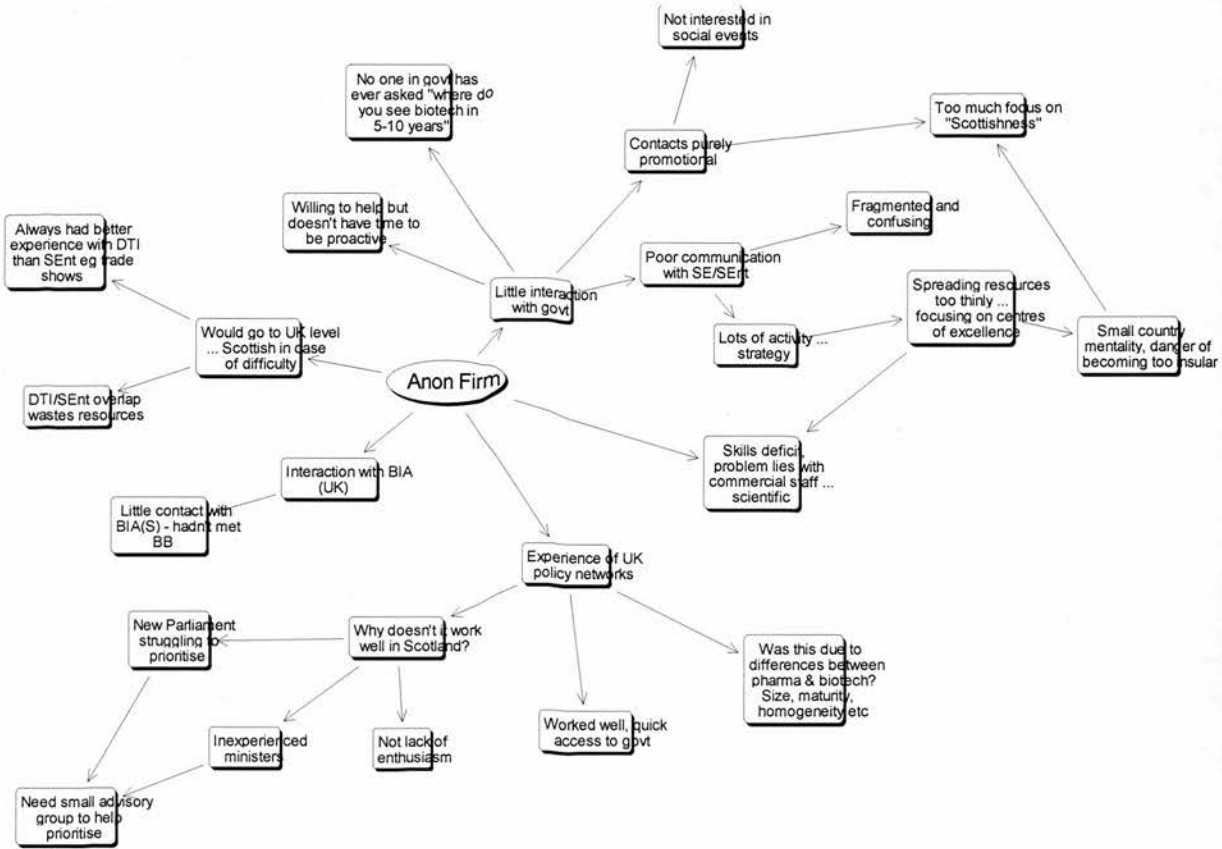 Not interested in
social events
No one in govt has
ever asked "where do
you see biotech in
5-10 years"
Too much focus on
"Scottishness"
Contacts purely
promotional
Willing to help but
doesn't have time to
be proactive
Fragmented and
confusing
Always had better
experience with DTI
than SEnt eg trade
shows
Poor communication
with SE/SEnt
Little interaction
with govt
Spreading resources
too thinly ...
focusing on centres
of excellence
Would go to UK level
... Scottish in case
of difficulty
Lots of activity ...
strategy
Small country
mentality, danger of
becoming too insular
Anon Firm
DTI/SEnt overlap
wastes resources
Skills deficit,
problem lies with
commercial staff ...
scientific
Interaction with BIA
(UK)
Little contact with
BIA(S) - hadn't met
BB
Experience of UK
policy networks
New Parliament
struggling to
prioritise
Why doesn't it work
well in Scotland?
Was this due to
differences between
pharma & biotech?
Size, maturity,
homogeneity etc
Inexperienced
ministers
Not lack of
enthusiasm
Worked well, quick
access to govt
Need small advisory
group to help
prioritise